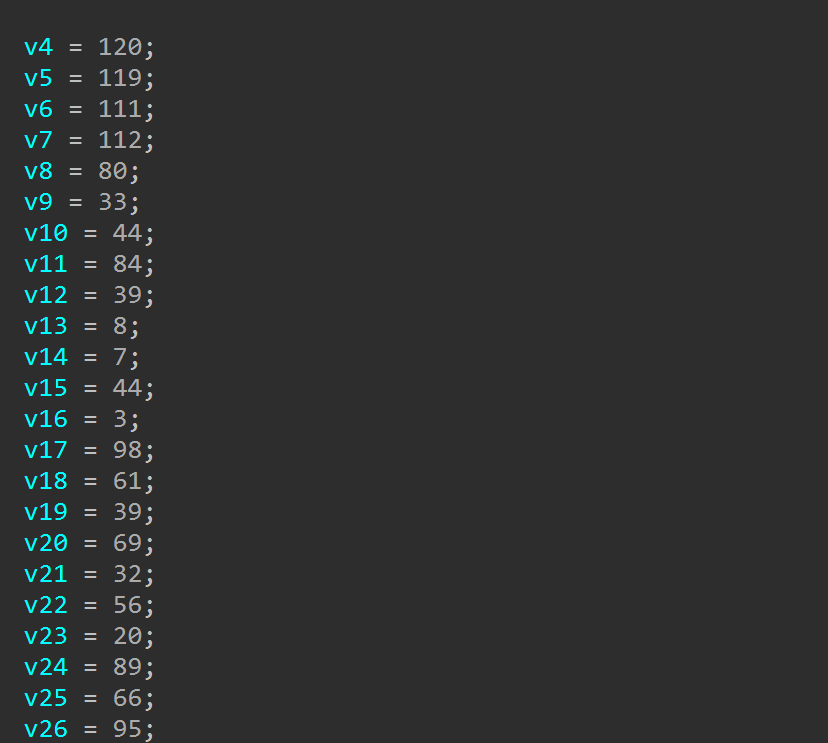 v4 = 120;
v5 = 119;
v6 = 111;
v7 = 112;
v8 = 80;
v9 = 33;
v10 = 44;
v11 = 84;
v12 = 39;
v13 = 8;
v14 = 7;
v15 = 44;
v16 = 3;
v17 = 98;
v18 = 61;
v19 = 39;
v20 = 69;
v21 = 32;
v22 = 56;
v23 = 20;
v24 = 89;
v25 = 66;
v26 = 95;